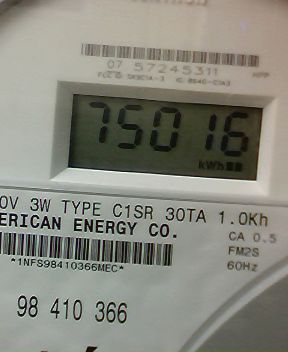 07 57245311
75016
kWh
0V 3W TYPE C1SR 30TA 1.0Kh
ERICAN ENERGY CO.
CA 0.5
FM2S
60Hz
*1NFS98410366MEC*
98 410 366